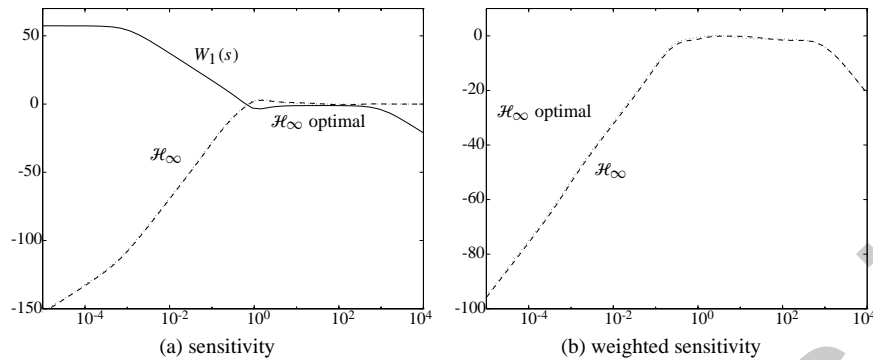 50
0
-50
-100
-150
W₁(s)
ℋ∞ optimal
ℋ∞
10⁻⁴ 10⁻² 10⁰ 10² 10⁴
(a) sensitivity
0
-20
-40
-60
-80
-100
ℋ∞ optimal
ℋ∞
10⁻⁴ 10⁻² 10⁰ 10² 10⁴
(b) weighted sensitivity